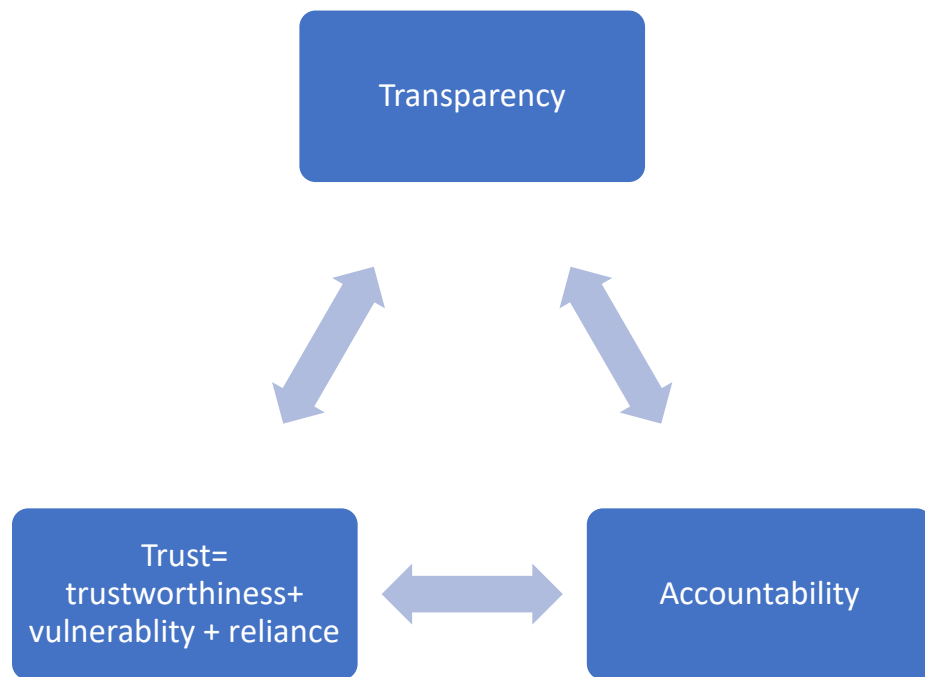 Transparency
Trust=
trustworthiness+
vulnerablity + reliance
Accountability